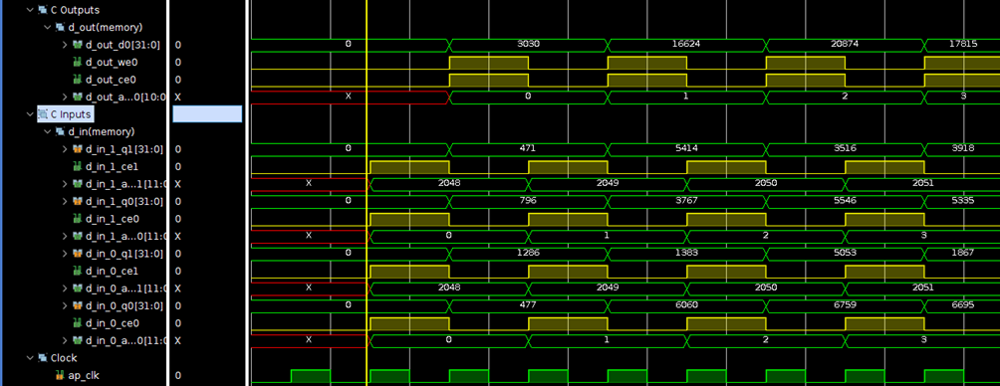 C Outputs
d_out(memory)
d_out_d0[31:0] 0 0 3030 16624 20874 17815
d_out_we0 0
d_out_ce0 0
d_out_a...0[10:0 X X 0 1 2 3
C Inputs
d_in(memory)
d_in_1_q1[31:0] 0 0 471 5414 3516 3918
d_in_1_ce1 0
d_in_1_a...1[11:0 X X 2048 2049 2050 2051
d_in_1_q0[31:0] 0 0 796 3767 5546 5335
d_in_1_ce0 0
d_in_1_a...0[11:0 X X 0 1 2 3
d_in_0_q1[31:0] 0 0 1286 1383 5053 1867
d_in_0_ce1 0
d_in_0_a...1[11:0 X X 2048 2049 2050 2051
d_in_0_q0[31:0] 0 0 477 6060 6759 6695
d_in_0_ce0 0
d_in_0_a...0[11:0 X X 0 1 2 3
Clock
ap_clk 0